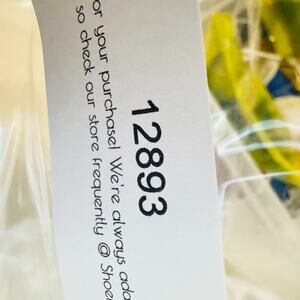 12893
or your purchase! We're always
so check our store frequently @